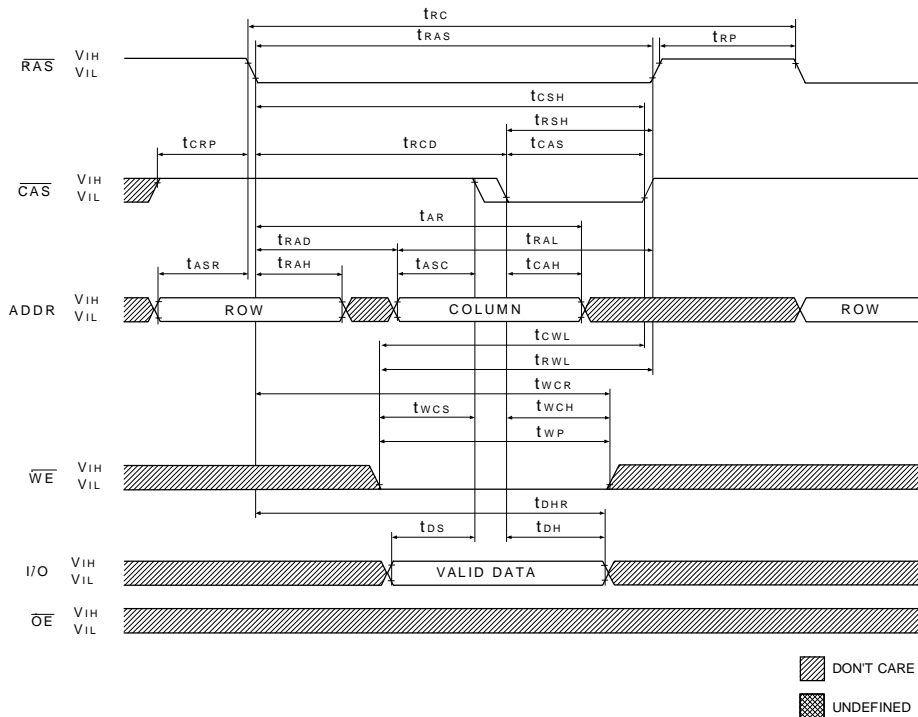 tRC
tRAS
tRP
RAS
VIH
VIL
tCSH
tRSH
tCRP
tRCD
tCAS
CAS
VIH
VIL
tAR
tRAD
tRAL
tASR
tRAH
tASC
tCAH
ADDR
VIH
VIL
ROW
COLUMN
ROW
tCWL
tRWL
tWCR
tWCS
tWCH
tWP
WE
VIH
VIL
tDHR
tDS
tDH
I/O
VIH
VIL
VALID DATA
OE
VIH
VIL
DON'T CARE
UNDEFINED